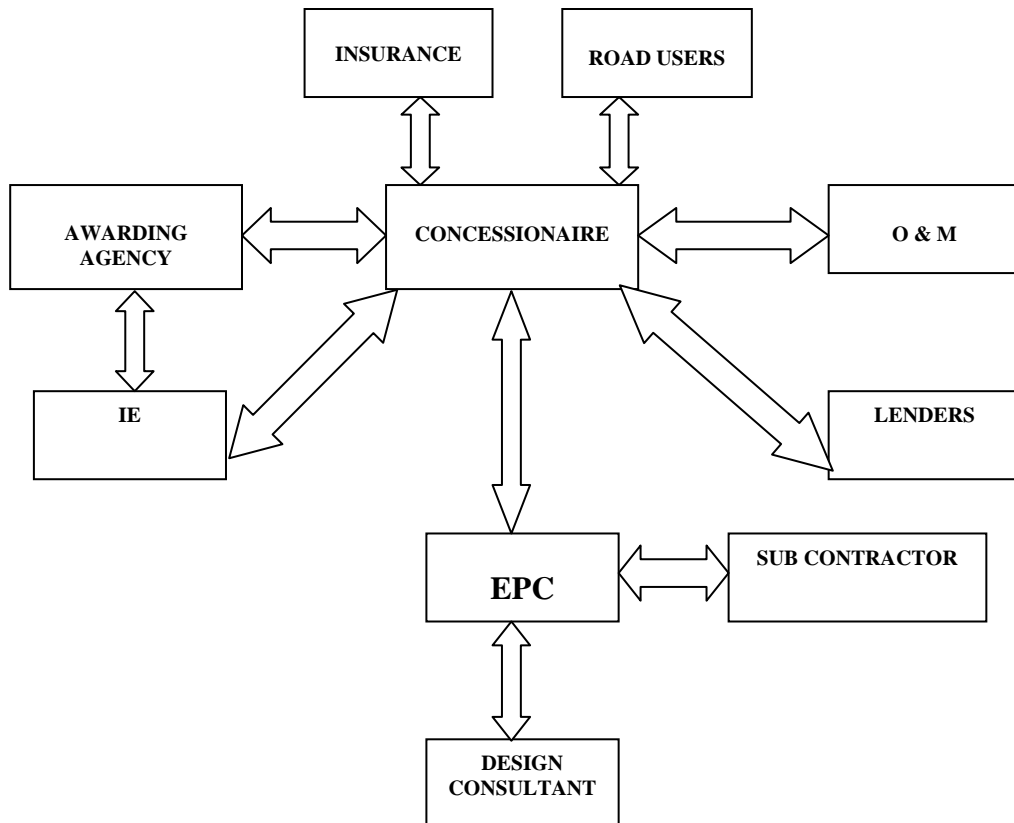 INSURANCE
ROAD USERS
AWARDING
AGENCY
CONCESSIONAIRE
O & M
IE
LENDERS
EPC
SUB CONTRACTOR
DESIGN
CONSULTANT